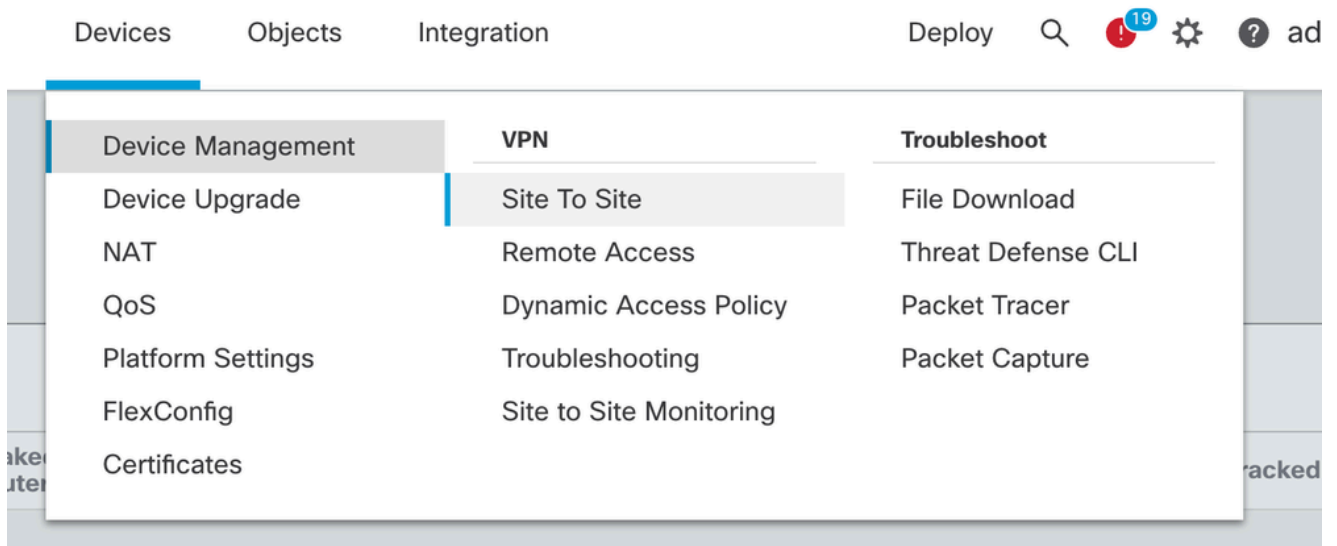 Devices Objects Integration Deploy 19 ad
Device Management
Device Upgrade
NAT
QoS
Platform Settings
FlexConfig
Certificates
VPN
Site To Site
Remote Access
Dynamic Access Policy
Troubleshooting
Site to Site Monitoring
Troubleshoot
File Download
Threat Defense CLI
Packet Tracer
Packet Capture